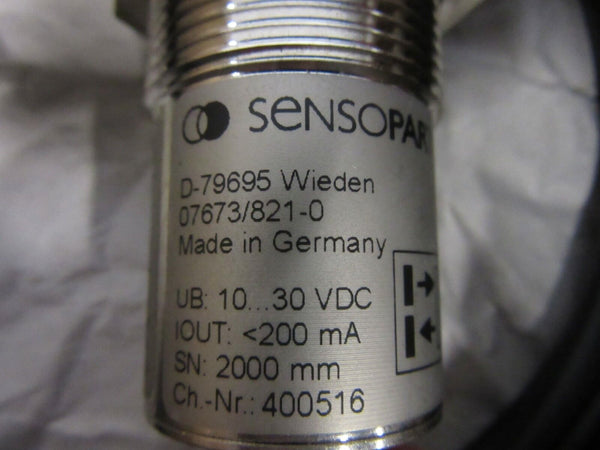 SENSOPAR
D-79695 Wieden
07673/821-0
Made in Germany
UB: 10...30 VDC
IOUT: <200 mA
SN: 2000 mm
Ch.-Nr.: 400516